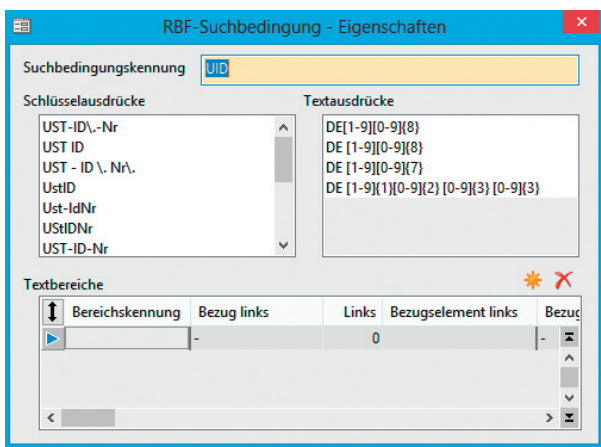 RBF-Suchbedingung - Eigenschaften
Suchbedingungskennung UID
Schlüsselausdrücke Textausdrücke
UST-ID\.-Nr DE[1-9][0-9]{8}
UST ID DE [1-9][0-9]{8}
UST - ID \. Nr\. DE [1-9][0-9]{7}
UstID DE [1-9]{1}[0-9]{2} [0-9]{3} [0-9]{3}
Ust-IdNr
UStIDNr
UST-ID-Nr
Textbereiche
Bereichskennung Bezug links Links Bezugselement links Bezug
- 0 -